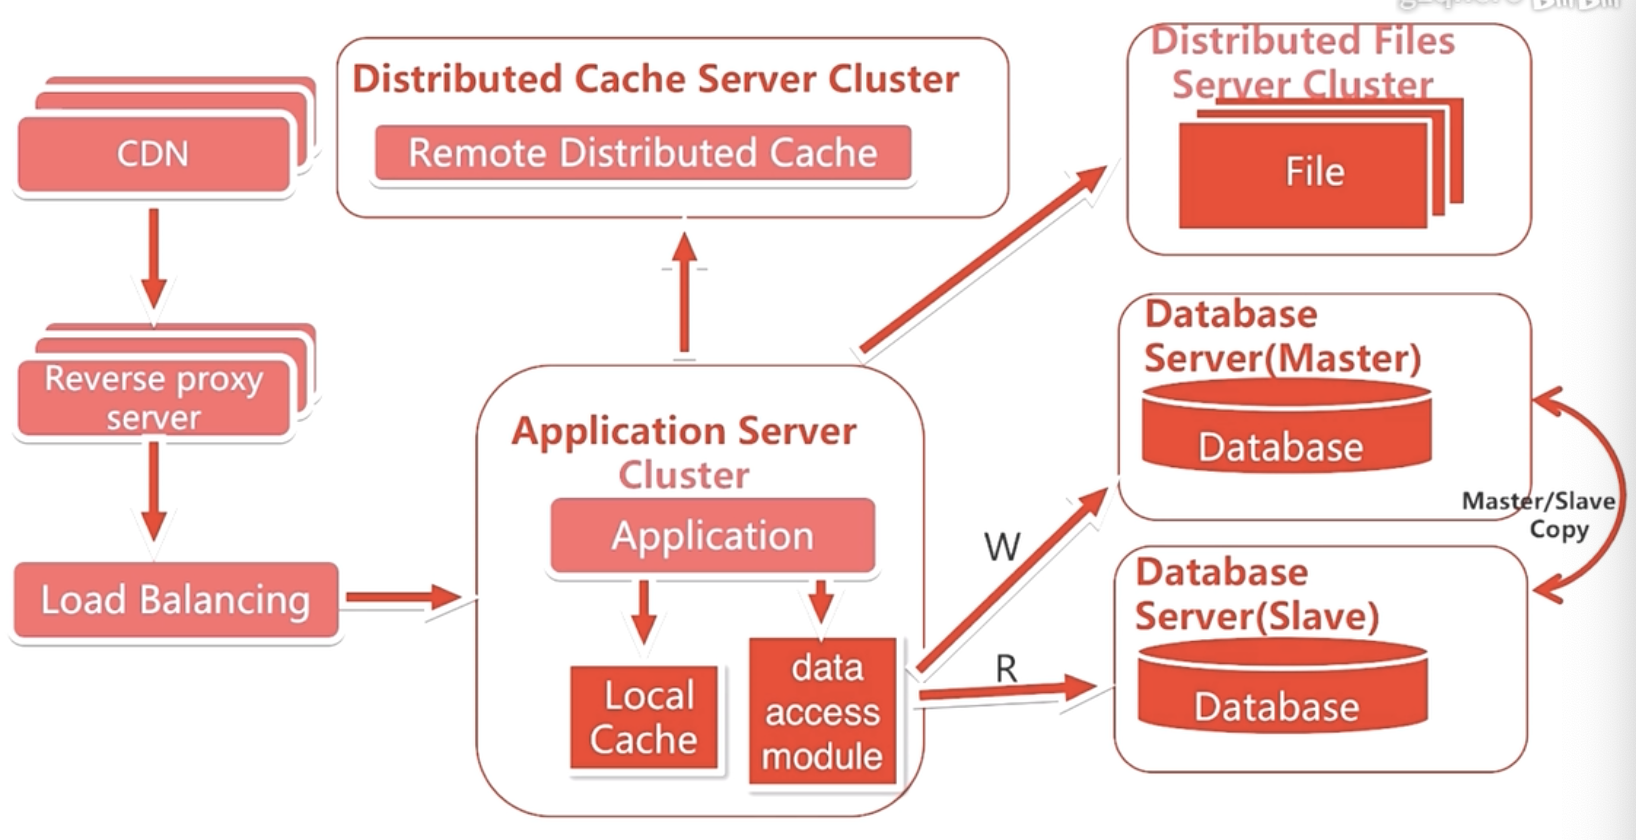 Distributed Cache Server Cluster
Remote Distributed Cache
Distributed Files
Server Cluster
File
CDN
Reverse proxy
server
Load Balancing
Application Server
Cluster
Application
Local
Cache
data
access
module
W
R
Database
Server(Master)
Database
Master/Slave
Copy
Database
Server(Slave)
Database